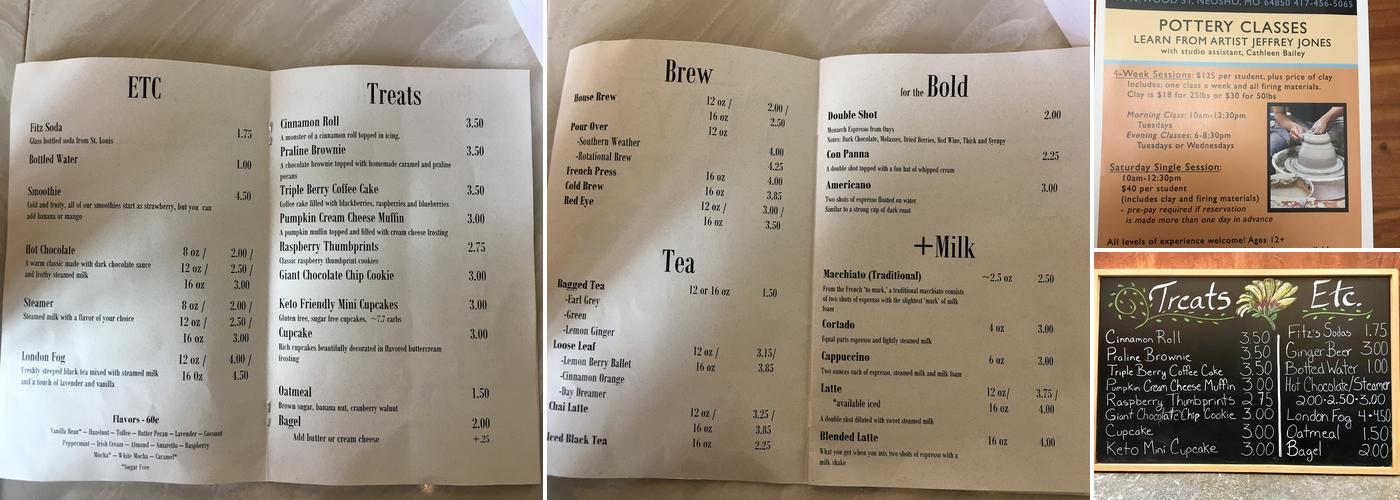 ETC
Fitz Soda 1.75
Glass bottled soda from St. Louis
Bottled Water 1.00
Smoothie 4.50
Cold and fruity, all of our smoothies start as strawberry, but you can
add banana or mango
Hot Chocolate 8 oz / 2.00 /
A warm classic made with dark chocolate sauce 12 oz / 2.50 /
and frothy steamed milk 16 oz 3.00
Steamer 8 oz / 2.00 /
Steamed milk with a flavor of your choice 12 oz / 2.50 /
16 oz 3.00
London Fog 12 oz / 4.00 /
Freshly steeped black tea mixed with steamed milk 16 Oz 4.50
and a touch of lavender and vanilla
Flavors - 60¢
Vanilla Bean* – Hazelnut – Toffee – Butter Pecan – Lavender – Coconut
Peppermint – Irish Cream – Almond – Amaretto – Raspberry
Mocha* – White Mocha – Caramel*
*Sugar Free
Treats
Cinnamon Roll 3.50
A monster of a cinnamon roll topped in icing.
Praline Brownie 3.50
A chocolate brownie topped with homemade caramel and praline
pecans
Triple Berry Coffee Cake 3.50
Coffee cake filled with blackberries, raspberries and blueberries
Pumpkin Cream Cheese Muffin 3.00
A pumpkin muffin topped and filled with cream cheese frosting
Raspberry Thumbprints 2.75
Classic raspberry thumbprint cookies
Giant Chocolate Chip Cookie 3.00
Keto Friendly Mini Cupcakes 3.00
Gluten free, sugar free cupcakes. ~7.7 carbs
Cupcake 3.00
Rich cupcakes beautifully decorated in flavored buttercream
frosting
Oatmeal 1.50
Brown sugar, banana nut, cranberry walnut
Bagel 2.00
Add butter or cream cheese +.25
Brew
House Brew 12 oz / 2.00 /
16 oz 2.50
Pour Over 12 oz
-Southern Weather 4.00
-Rotational Brew 4.25
French Press 16 oz 4.00
Cold Brew 16 oz 3.85
Red Eye 12 oz / 3.00 /
16 oz 3.50
Tea
Bagged Tea 12 or 16 oz 1.50
-Earl Grey
-Green
-Lemon Ginger
Loose Leaf 12 oz / 3.15/
-Lemon Berry Ballet 16 oz 3.85
-Cinnamon Orange
-Day Dreamer
Chai Latte 12 oz / 3.25 /
16 oz 3.85
Iced Black Tea 16 oz 2.25
for the Bold
Double Shot 2.00
Monarch Espresso from Onyx
Notes: Dark Chocolate, Molasses, Dried Berries, Red Wine, Thick and Syrupy
Con Panna 2.25
A double shot topped with a fun hat of whipped cream
Americano 3.00
Two shots of espresso floated on water
Similar to a strong cup of dark roast
+Milk
Macchiato (Traditional) ~2.5 oz 2.50
From the French 'to mark,' a traditional macchiato consists
of two shots of espresso with the slightest 'mark' of milk
foam
Cortado 4 oz 3.00
Equal parts espresso and lightly steamed milk
Cappuccino 6 oz 3.00
Two ounces each of espresso, steamed milk and milk foam
Latte 12 oz/ 3.75 /
*available iced 16 oz 4.00
A double shot diluted with sweet steamed milk
Blended Latte 16 oz 4.00
What you get when you mix two shots of espresso with a
milk shake
N. WOOD ST, NEOSHO, MO 64850 417-456-5065
POTTERY CLASSES
LEARN FROM ARTIST JEFFREY JONES
with studio assistant, Cathleen Bailey
4-Week Sessions: $125 per student, plus price of clay
Includes: one class a week and all firing materials.
Clay is $18 for 25lbs or $30 for 50lbs
Morning Class: 10am-12:30pm
Tuesdays
Evening Classes: 6-8:30pm
Tuesdays or Wednesdays
Saturday Single Session:
10am-12:30pm
$40 per student
(includes clay and firing materials)
- pre-pay required if reservation
is made more than one day in advance
All levels of experience welcome! Ages 12+
Treats
Cinnamon Roll 3.50
Praline Brownie 3.50
Triple Berry Coffee Cake 3.50
Pumpkin Cream Cheese Muffin 3.00
Raspberry Thumbprints 2.75
Giant Chocolate Chip Cookie 3.00
Cupcake 3.00
Keto Mini Cupcake 3.00
Etc.
Fitz's Sodas 1.75
Ginger Beer 3.00
Bottled Water 1.00
Hot Chocolate/Steamer
2.00·2.50·3.00
London Fog 4·4.50
Oatmeal 1.50
Bagel 2.00